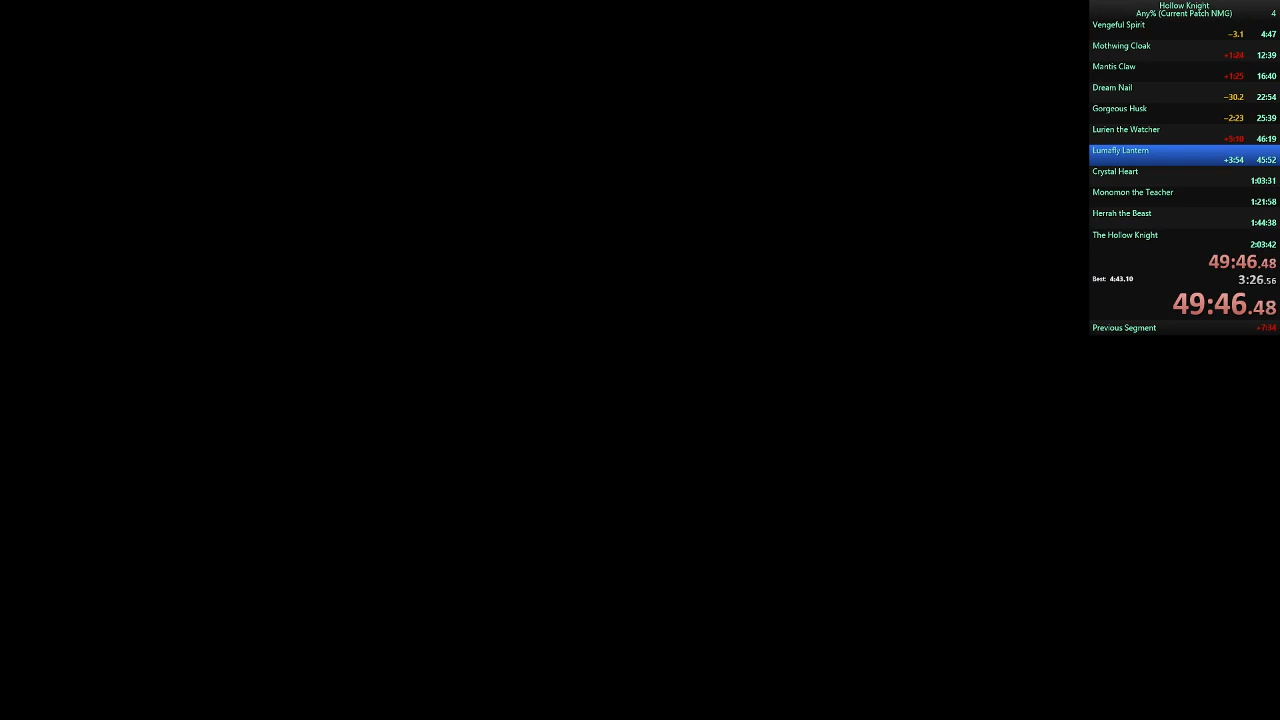 Hollow Knight
Any% (Current Patch NMG) 4
Vengeful Spirit
−3.1 4:47
Mothwing Cloak
+1:24 12:39
Mantis Claw
+1:25 16:40
Dream Nail
−30.2 22:54
Gorgeous Husk
−2:23 25:39
Lurien the Watcher
+5:10 46:19
Lumafly Lantern
+3:54 45:52
Crystal Heart
1:03:31
Monomon the Teacher
1:21:58
Herrah the Beast
1:44:38
The Hollow Knight
2:03:42
49:46.48
Best: 4:43.10 3:26.56
49:46.48
Previous Segment +7:34